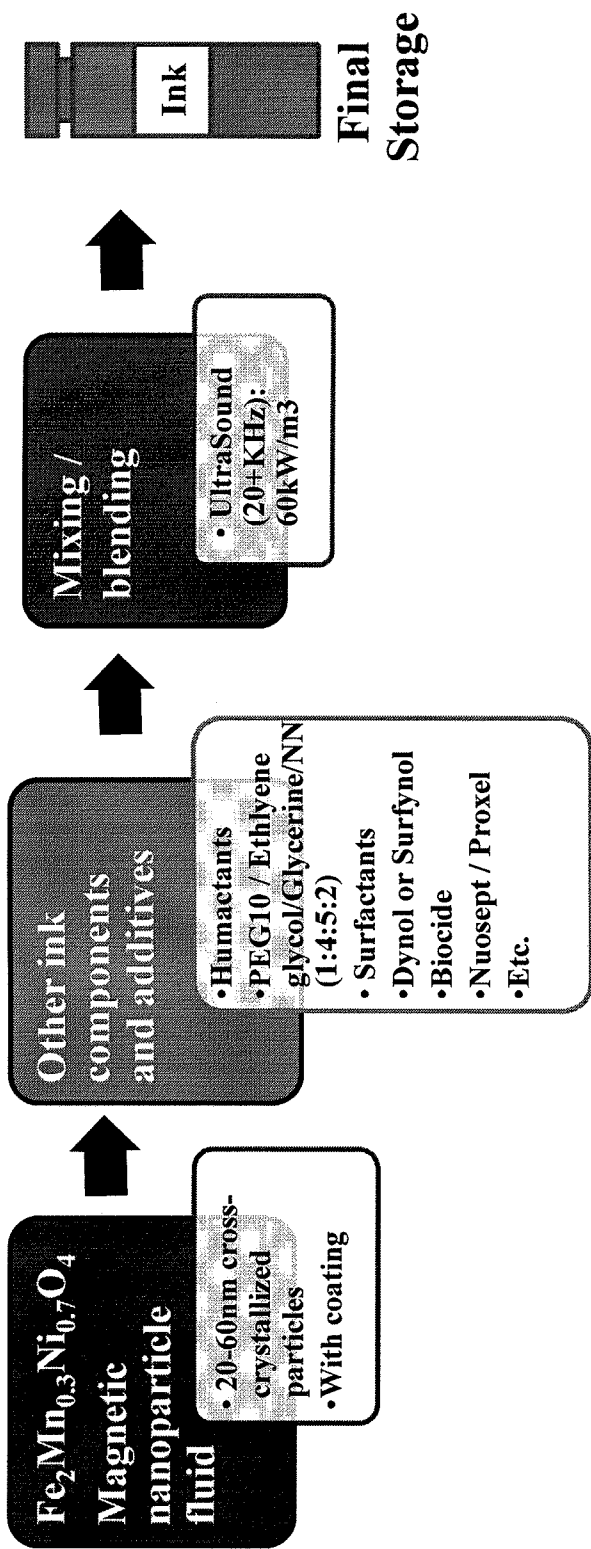 Fe₂Mn₀.₃Ni₀.₇O₄
Magnetic
nanoparticle
fluid
• 20-60nm cross-
crystallized
particles
•With coating
Other ink
components
and additives
•Humactants
•PEG10 / Ethlyene
glycol/Glycerine/NN
(1:4:5:2)
• Surfactants
•Dynol or Surfynol
•Biocide
•Nuosept / Proxel
•Etc.
Mixing /
blending
• UltraSound
(20+KHz):
60kW/m3
Ink
Final
Storage